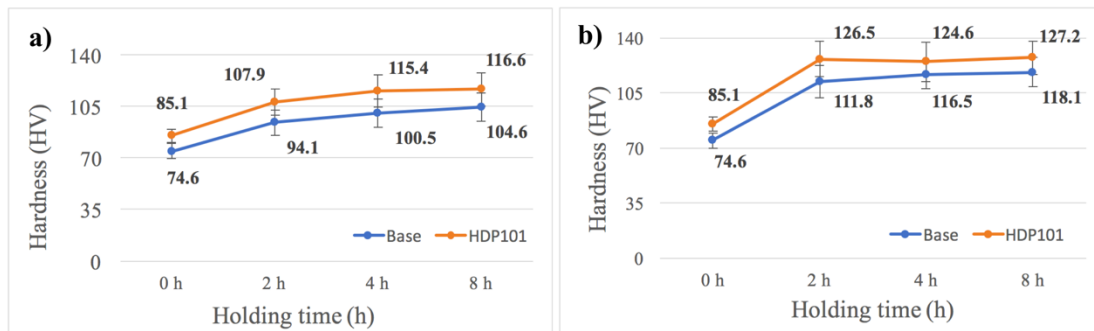 a)
Hardness (HV)
140
105
70
35
0
85.1
107.9
115.4
116.6
74.6
94.1
100.5
104.6
Base
HDP101
0 h
2 h
4 h
8 h
Holding time (h)
b)
Hardness (HV)
140
105
70
35
0
85.1
126.5
124.6
127.2
74.6
111.8
116.5
118.1
Base
HDP101
0 h
2 h
4 h
8 h
Holding time (h)